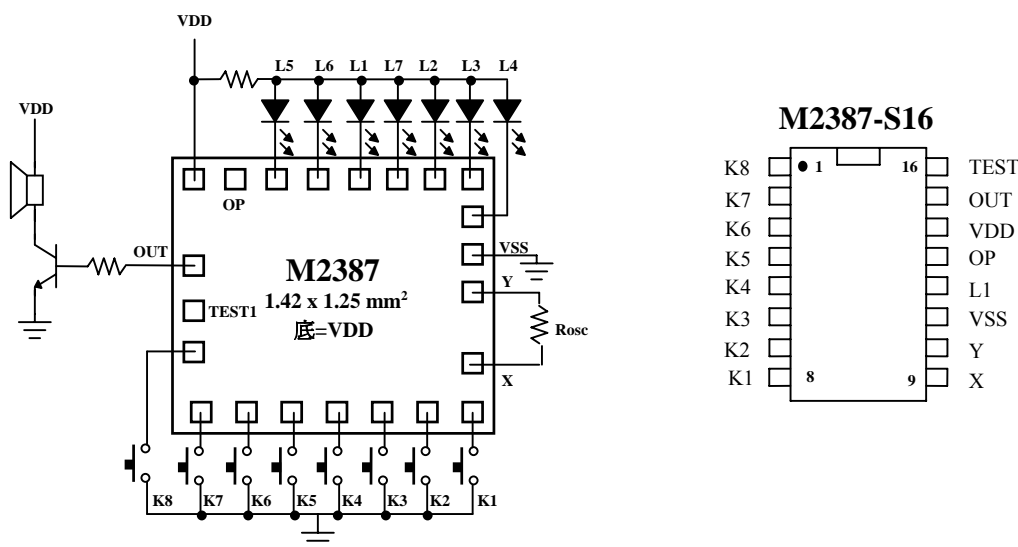 VDD
L5 L6 L1 L7 L2 L3 L4
VDD
OP
OUT
VSS
M2387
Y
1.42 x 1.25 mm²
TEST1
底=VDD
Rosc
X
K8 K7 K6 K5 K4 K3 K2 K1
M2387-S16
K8 1 16 TEST
K7 OUT
K6 VDD
K5 OP
K4 L1
K3 VSS
K2 Y
K1 8 9 X